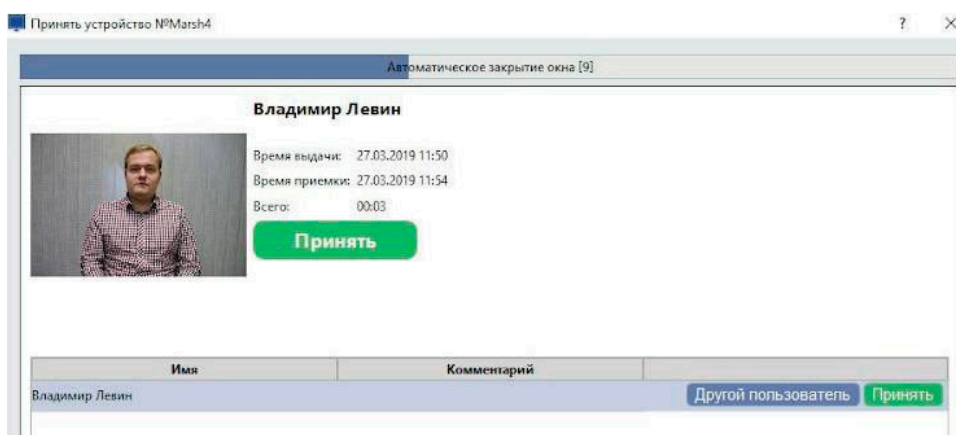 Принять устройство №Marsh4
Автоматическое закрытие окна [9]
Владимир Левин
Время выдачи: 27.03.2019 11:50
Время приемки: 27.03.2019 11:54
Всего: 00:03
Принять
Имя Комментарий
Владимир Левин Другой пользователь Принять